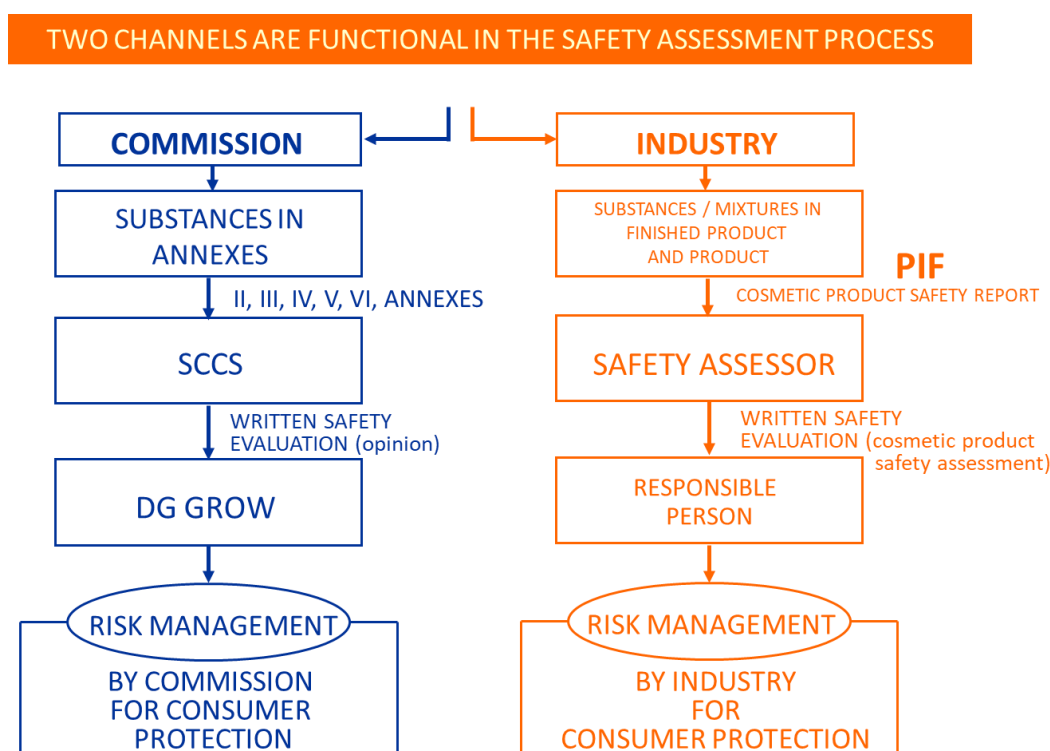 TWO CHANNELS ARE FUNCTIONAL IN THE SAFETY ASSESSMENT PROCESS
COMMISSION
SUBSTANCES IN
ANNEXES
II, III, IV, V, VI, ANNEXES
SCCS
WRITTEN SAFETY
EVALUATION (opinion)
DG GROW
RISK MANAGEMENT
BY COMMISSION
FOR CONSUMER
PROTECTION
INDUSTRY
SUBSTANCES / MIXTURES IN
FINISHED PRODUCT
AND PRODUCT
PIF
COSMETIC PRODUCT SAFETY REPORT
SAFETY ASSESSOR
WRITTEN SAFETY
EVALUATION (cosmetic product
safety assessment)
RESPONSIBLE
PERSON
RISK MANAGEMENT
BY INDUSTRY
FOR
CONSUMER PROTECTION